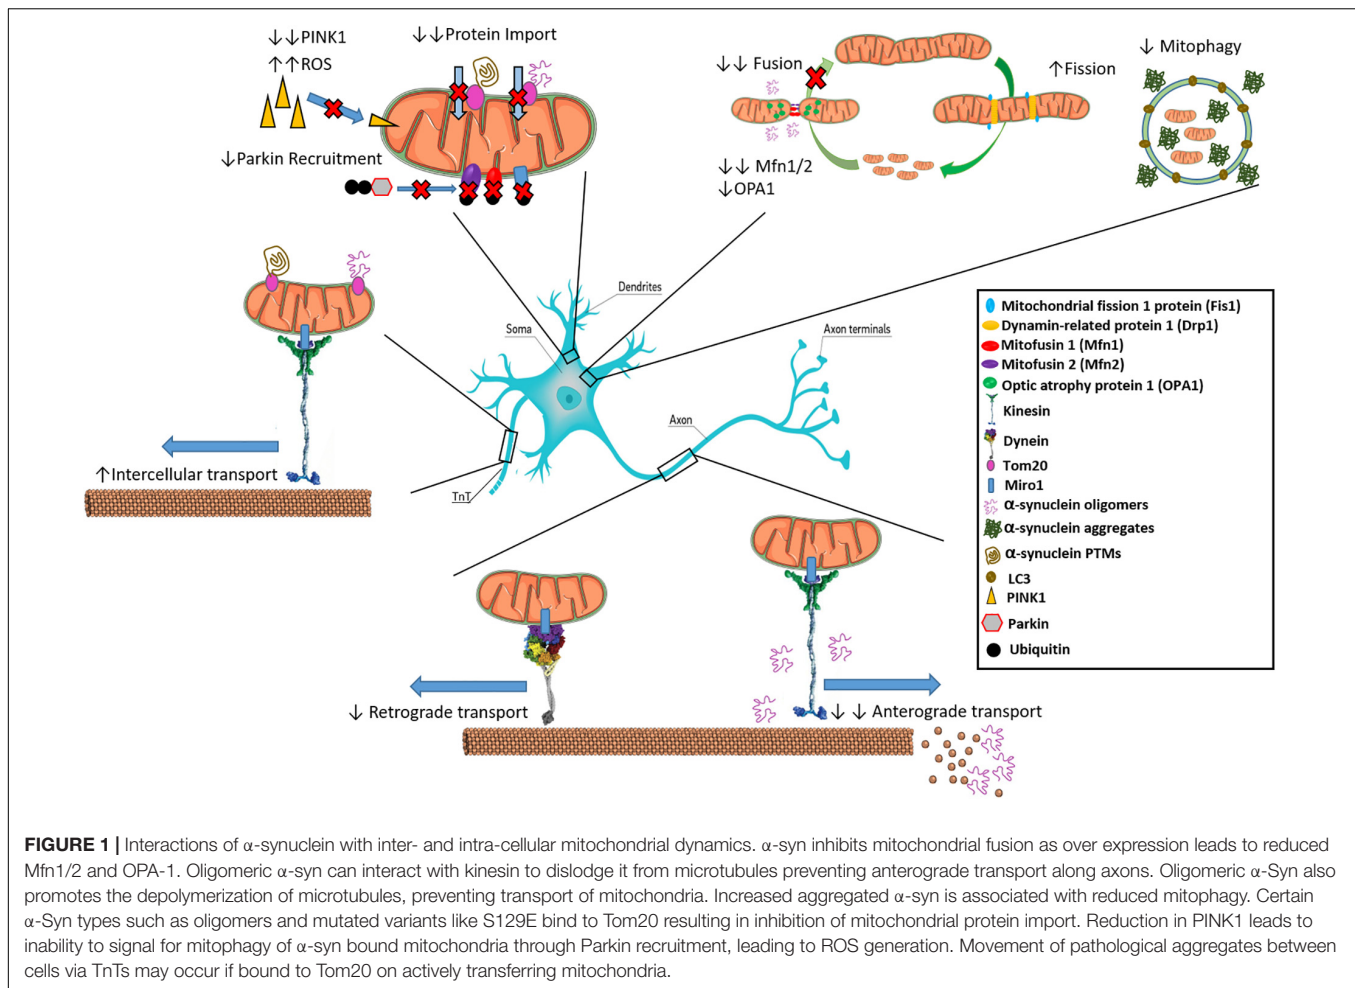 ↓↓PINK1
↑↑ROS
↓↓Protein Import
↓Parkin Recruitment
↓↓ Fusion
↑Fission
↓↓ Mfn1/2
↓OPA1
↓ Mitophagy
Dendrites
Soma
Axon terminals
Axon
TnT
↑Intercellular transport
↓ Retrograde transport
↓ ↓ Anterograde transport
Mitochondrial fission 1 protein (Fis1)
Dynamin-related protein 1 (Drp1)
Mitofusin 1 (Mfn1)
Mitofusin 2 (Mfn2)
Optic atrophy protein 1 (OPA1)
Kinesin
Dynein
Tom20
Miro1
α-synuclein oligomers
α-synuclein aggregates
α-synuclein PTMs
LC3
PINK1
Parkin
Ubiquitin
FIGURE 1 | Interactions of α-synuclein with inter- and intra-cellular mitochondrial dynamics. α-syn inhibits mitochondrial fusion as over expression leads to reduced
Mfn1/2 and OPA-1. Oligomeric α-syn can interact with kinesin to dislodge it from microtubules preventing anterograde transport along axons. Oligomeric α-Syn also
promotes the depolymerization of microtubules, preventing transport of mitochondria. Increased aggregated α-syn is associated with reduced mitophagy. Certain
α-Syn types such as oligomers and mutated variants like S129E bind to Tom20 resulting in inhibition of mitochondrial protein import. Reduction in PINK1 leads to
inability to signal for mitophagy of α-syn bound mitochondria through Parkin recruitment, leading to ROS generation. Movement of pathological aggregates between
cells via TnTs may occur if bound to Tom20 on actively transferring mitochondria.